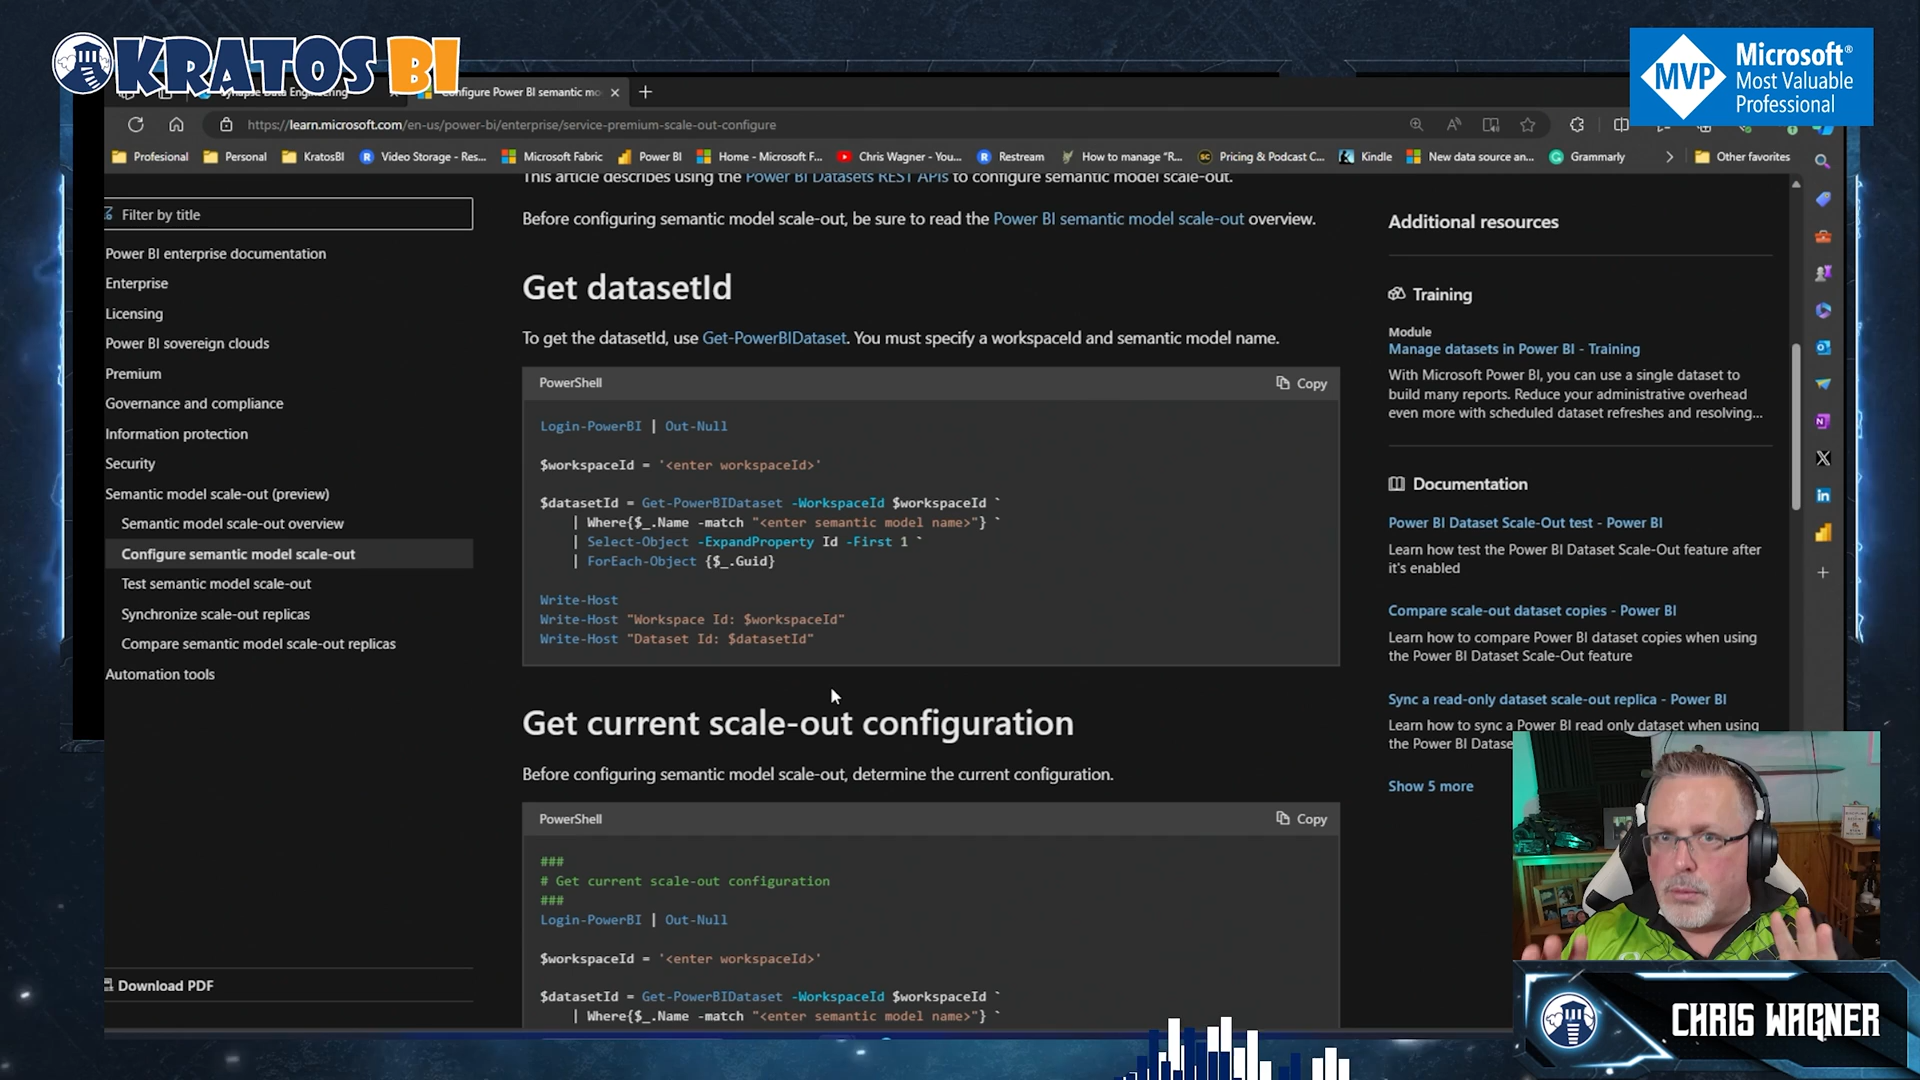 KRATOS BI
Microsoft®
Most Valuable
Professional
MVP
Synapse Data Engineering
Configure Power BI semantic mo
https://learn.microsoft.com/en-us/power-bi/enterprise/service-premium-scale-out-configure
Profesional
Personal
KratosBI
Video Storage - Res...
Microsoft Fabric
Power BI
Home - Microsoft F...
Chris Wagner - You...
Restream
How to manage "R...
Pricing & Podcast C...
Kindle
New data source an...
Grammarly
Other favorites
Filter by title
Power BI enterprise documentation
Enterprise
Licensing
Power BI sovereign clouds
Premium
Governance and compliance
Information protection
Security
Semantic model scale-out (preview)
Semantic model scale-out overview
Configure semantic model scale-out
Test semantic model scale-out
Synchronize scale-out replicas
Compare semantic model scale-out replicas
Automation tools
Download PDF
This article describes using the Power BI Datasets REST APIs to configure semantic model scale-out.
Before configuring semantic model scale-out, be sure to read the Power BI semantic model scale-out overview.
Get datasetId
To get the datasetId, use Get-PowerBIDataset. You must specify a workspaceId and semantic model name.
PowerShell
Copy
Login-PowerBI | Out-Null
$workspaceId = '<enter workspaceId>'
$datasetId = Get-PowerBIDataset -WorkspaceId $workspaceId `
| Where{$_.Name -match "<enter semantic model name>"} `
| Select-Object -ExpandProperty Id -First 1 `
| ForEach-Object {$_.Guid}
Write-Host
Write-Host "Workspace Id: $workspaceId"
Write-Host "Dataset Id: $datasetId"
Get current scale-out configuration
Before configuring semantic model scale-out, determine the current configuration.
PowerShell
Copy
###
# Get current scale-out configuration
###
Login-PowerBI | Out-Null
$workspaceId = '<enter workspaceId>'
$datasetId = Get-PowerBIDataset -WorkspaceId $workspaceId `
| Where{$_.Name -match "<enter semantic model name>"} `
Additional resources
Training
Module
Manage datasets in Power BI - Training
With Microsoft Power BI, you can use a single dataset to
build many reports. Reduce your administrative overhead
even more with scheduled dataset refreshes and resolving...
Documentation
Power BI Dataset Scale-Out test - Power BI
Learn how test the Power BI Dataset Scale-Out feature after
it's enabled
Compare scale-out dataset copies - Power BI
Learn how to compare Power BI dataset copies when using
the Power BI Dataset Scale-Out feature
Sync a read-only dataset scale-out replica - Power BI
Learn how to sync a Power BI read only dataset when using
the Power BI Datase
Show 5 more
CHRIS WAGNER